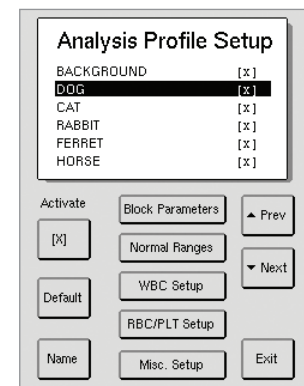 Analysis Profile Setup
BACKGROUND [x]
DOG [x]
CAT [x]
RABBIT [x]
FERRET [x]
HORSE [x]
Activate
[X]
Default
Name
Block Parameters
Normal Ranges
WBC Setup
RBC/PLT Setup
Misc. Setup
Prev
Next
Exit